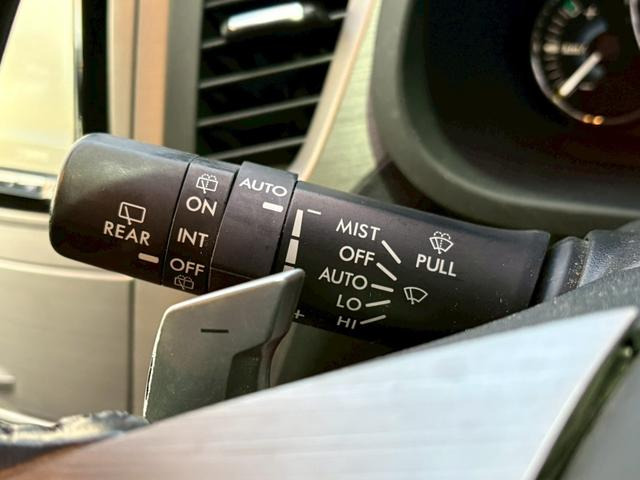 REAR
ON
INT
OFF
AUTO
−
+
MIST
OFF
AUTO
LO
HI
PULL
−